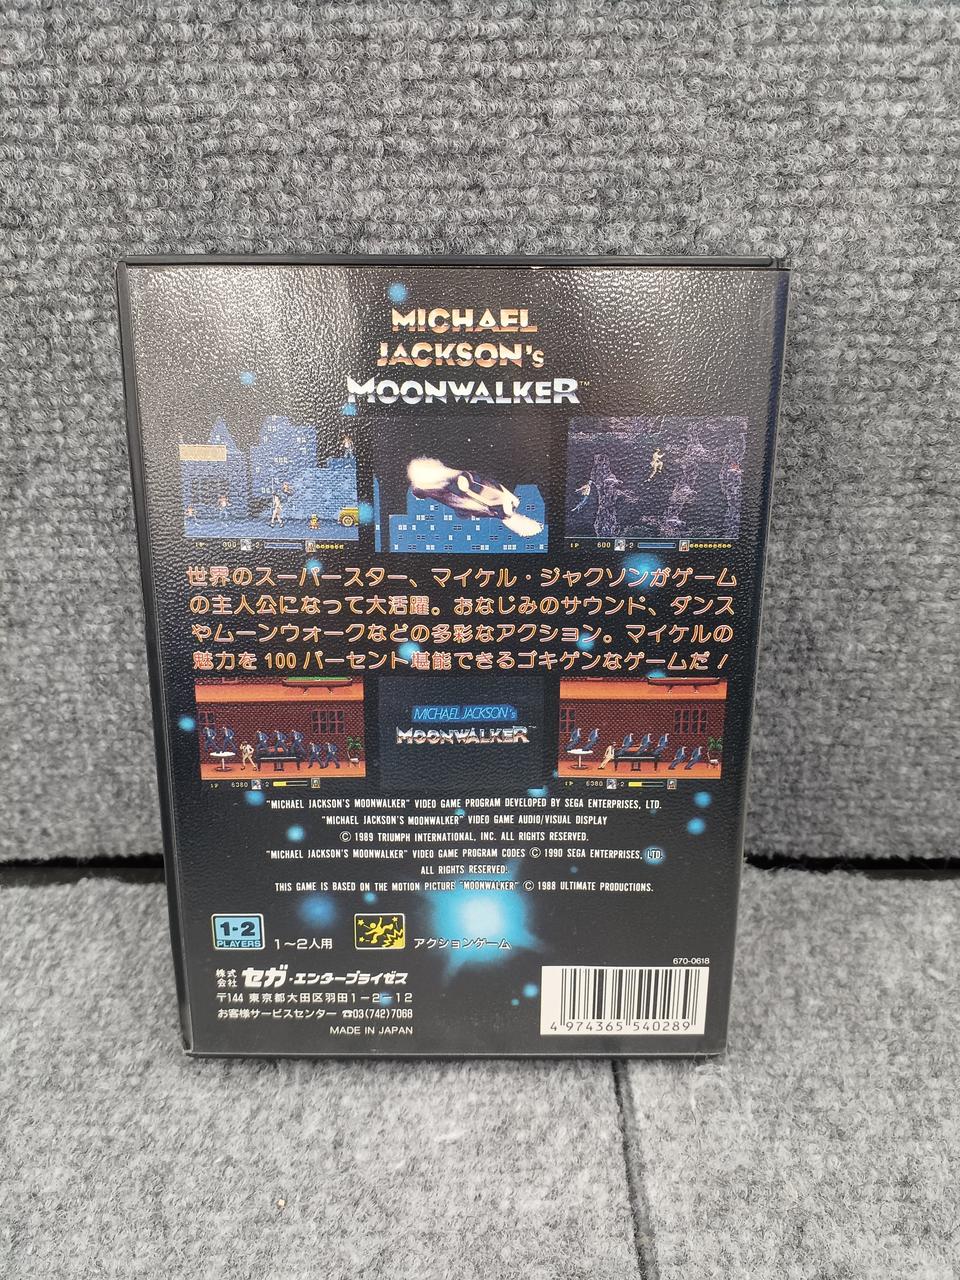 MICHAEL
JACKSON's
MOONWALKER™
1P 600 -2
世界のスーパースター、マイケル・ジャクソンがゲーム
の主人公になって大活躍。おなじみのサウンド、ダンス
やムーンウォークなどの多彩なアクション。マイケルの
魅力を100パーセント堪能できるゴキゲンなゲームだ！
MICHAEL JACKSON's
MOONWALKER™
1P 6380 -2
1P 6380 -2
"MICHAEL JACKSON'S MOONWALKER" VIDEO GAME PROGRAM DEVELOPED BY SEGA ENTERPRISES, LTD.
"MICHAEL JACKSON'S MOONWALKER" VIDEO GAME AUDIO/VISUAL DISPLAY
© 1989 TRIUMPH INTERNATIONAL, INC. ALL RIGHTS RESERVED.
"MICHAEL JACKSON'S MOONWALKER" VIDEO GAME PROGRAM CODES © 1990 SEGA ENTERPRISES, LTD.
ALL RIGHTS RESERVED.
THIS GAME IS BASED ON THE MOTION PICTURE "MOONWALKER" © 1988 ULTIMATE PRODUCTIONS.
1-2
PLAYERS
1～2人用
アクションゲーム
670-0618
株式会社 セガ・エンタープライゼス
〒144 東京都大田区羽田1-2-12
お客様サービスセンター ☎03(742)7068
MADE IN JAPAN
4 974365 540289